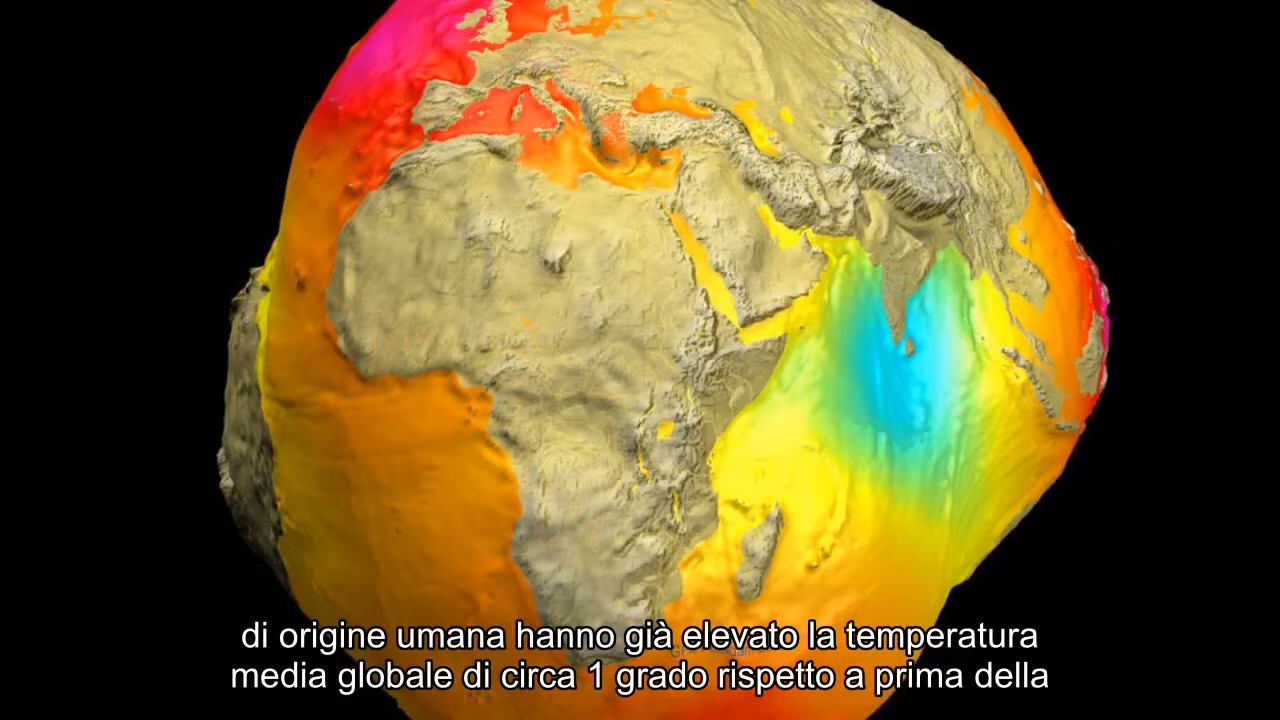 di origine umana hanno già elevato la temperatura
media globale di circa 1 grado rispetto a prima della